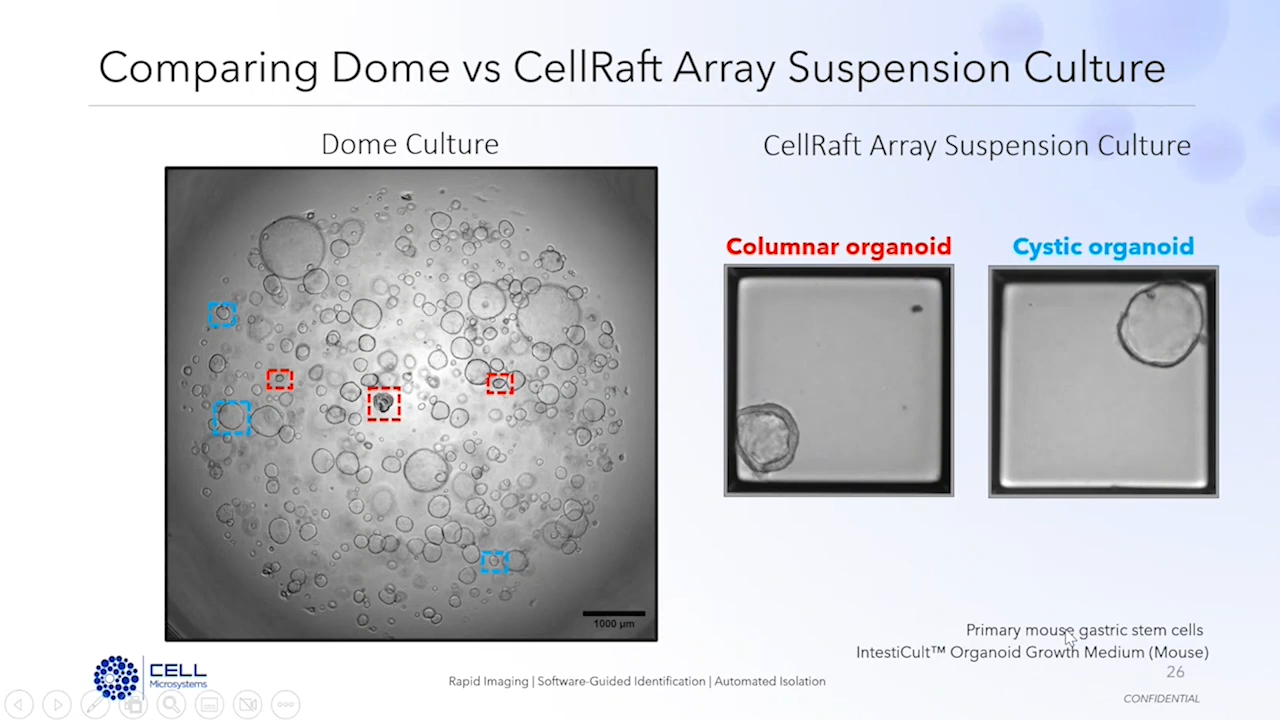 Comparing Dome vs CellRaft Array Suspension Culture
Dome Culture
CellRaft Array Suspension Culture
Columnar organoid
Cystic organoid
1000 µm
Primary mouse gastric stem cells
IntestiCult™ Organoid Growth Medium (Mouse)
26
CELL
Microsystems
Rapid Imaging | Software-Guided Identification | Automated Isolation
CONFIDENTIAL